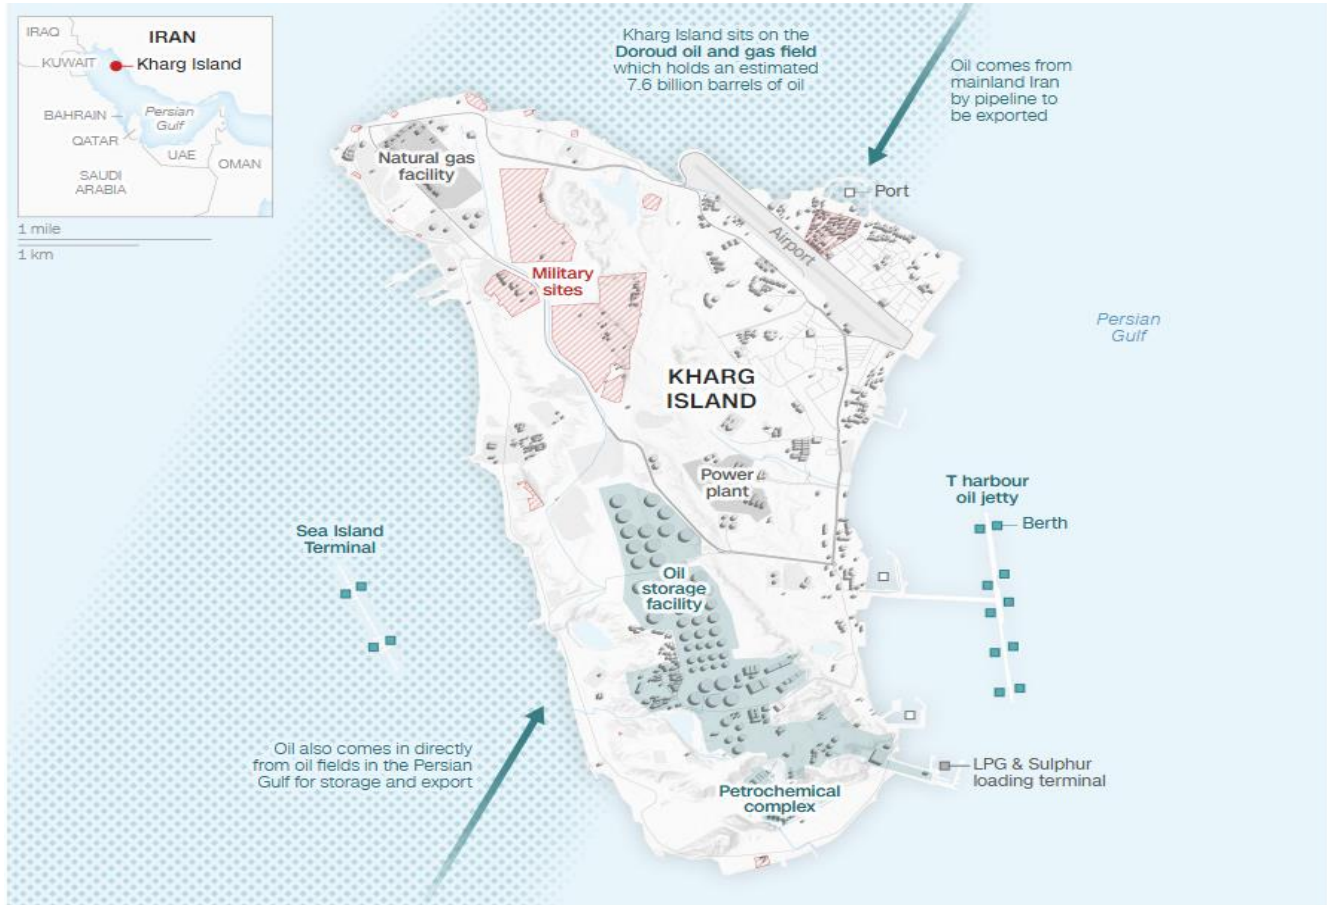 IRAQ
IRAN
KUWAIT
Kharg Island
BAHRAIN
Persian
Gulf
QATAR
UAE
OMAN
SAUDI
ARABIA
1 mile
1 km
Kharg Island sits on the
Doroud oil and gas field
which holds an estimated
7.6 billion barrels of oil
Oil comes from
mainland Iran
by pipeline to
be exported
Natural gas
facility
Port
Airport
Military
sites
Persian
Gulf
KHARG
ISLAND
Power
plant
T harbour
oil jetty
Berth
Sea Island
Terminal
Oil
storage
facility
Oil also comes in directly
from oil fields in the Persian
Gulf for storage and export
LPG & Sulphur
loading terminal
Petrochemical
complex